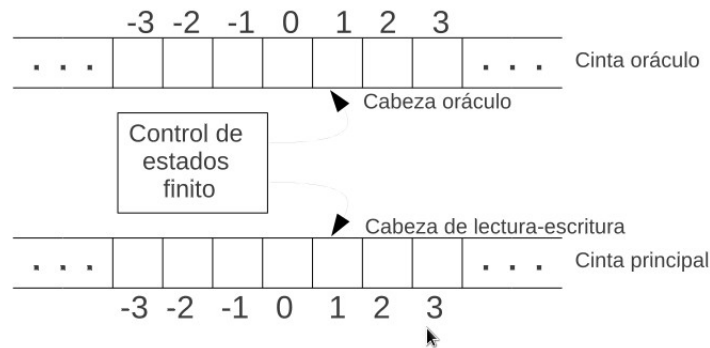 -3 -2 -1 0 1 2 3
. . . . . . Cinta oráculo
Cabeza oráculo
Control de
estados
finito
Cabeza de lectura-escritura
. . . . . . Cinta principal
-3 -2 -1 0 1 2 3